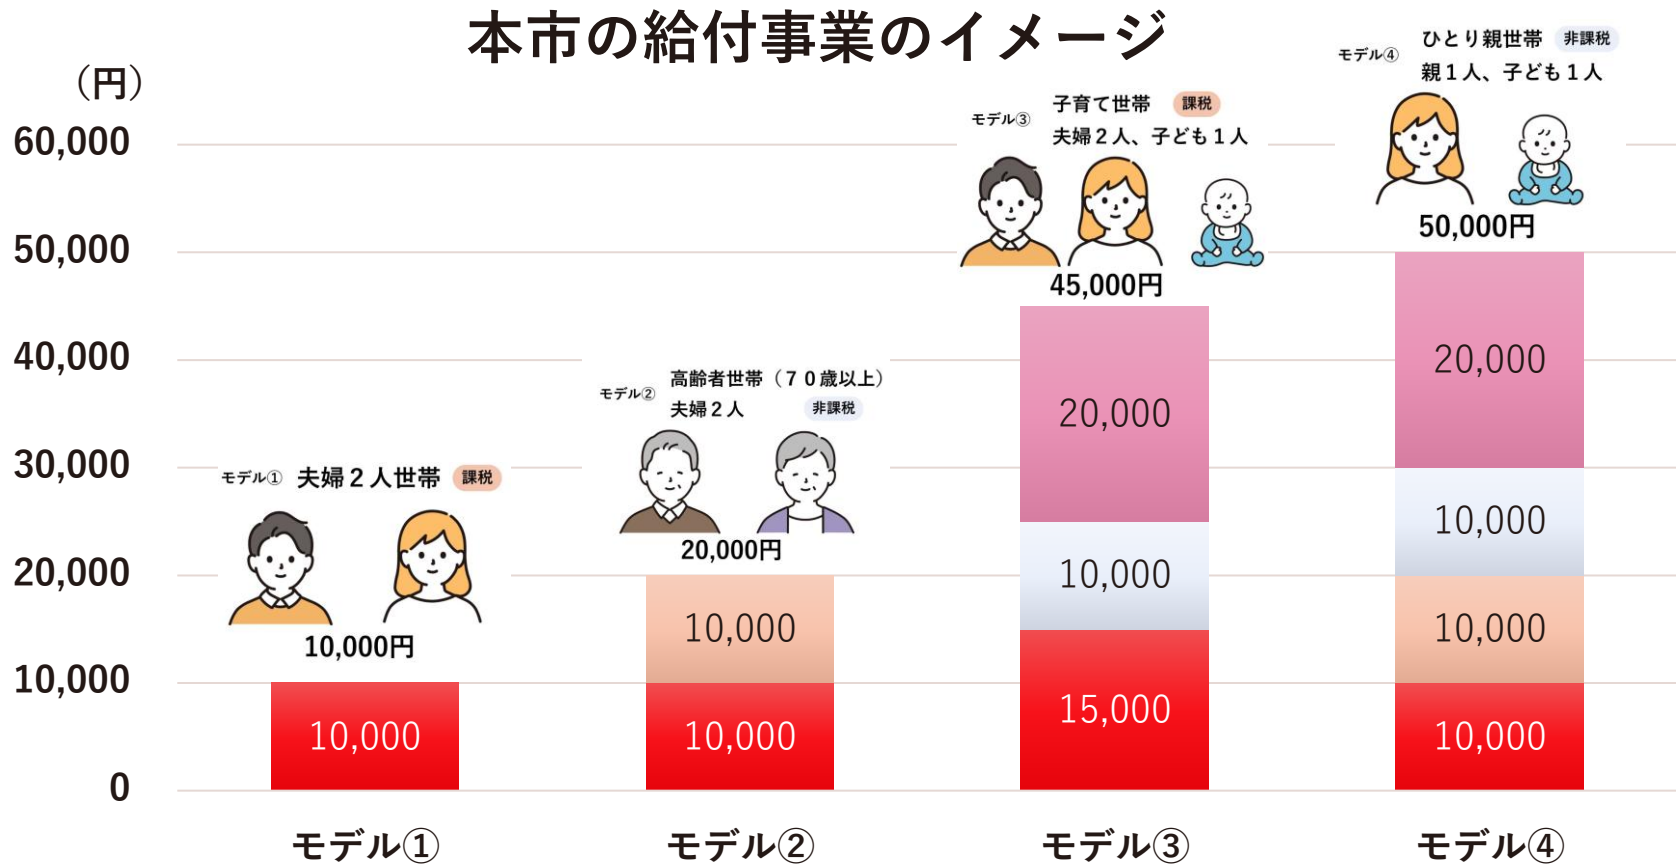 本市の給付事業のイメージ
（円）
60,000
50,000
40,000
30,000
20,000
10,000
0
モデル① 夫婦２人世帯 課税
10,000円
10,000
モデル①
モデル② 高齢者世帯（７０歳以上）
夫婦２人 非課税
20,000円
10,000
10,000
モデル②
モデル③ 子育て世帯 課税
夫婦２人、子ども１人
45,000円
20,000
10,000
15,000
モデル③
モデル④ ひとり親世帯 非課税
親１人、子ども１人
50,000円
20,000
10,000
10,000
10,000
モデル④